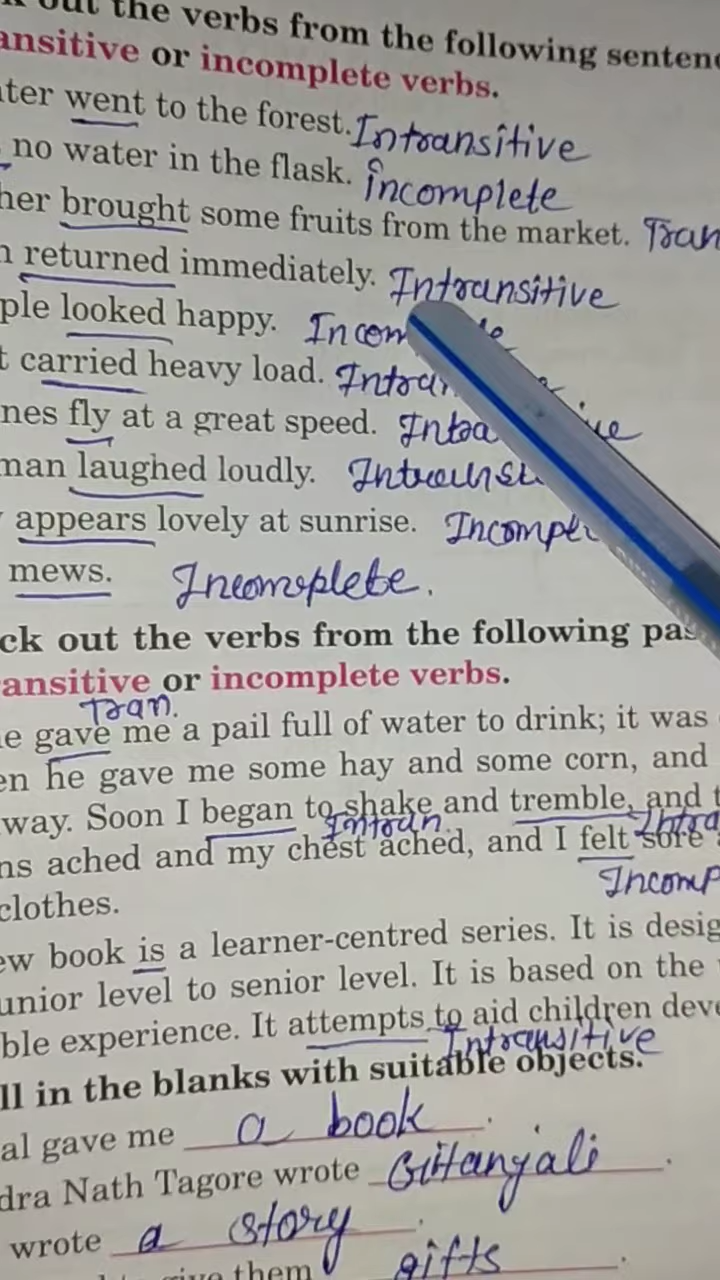 out the verbs from the following
ansitive or incomplete verbs.
ter went to the forest. Intransitive
no water in the flask. incomplete
her brought some fruits from the market. Tran
n returned immediately. Intransitive
ple looked happy. Incom
t carried heavy load. Intra
nes fly at a great speed.
man laughed loudly.
appears lovely at sunrise. Incomple
mews. Incomplete.
ck out the verbs from the following pas
ansitive or incomplete verbs.
Tran.
e gave me a pail full of water to drink; it was
en he gave me some hay and some corn, and
way. Soon I began to shake and tremble, and t
Intran. Intra
ns ached and my chest ached, and I felt sore
Incomp
clothes.
ew book is a learner-centred series. It is desig
unior level to senior level. It is based on the
ble experience. It attempts to aid children deve
Intransitive
ll in the blanks with suitable objects.
al gave me a book.
dra Nath Tagore wrote Gitanjali.
wrote a story.
give them gifts.